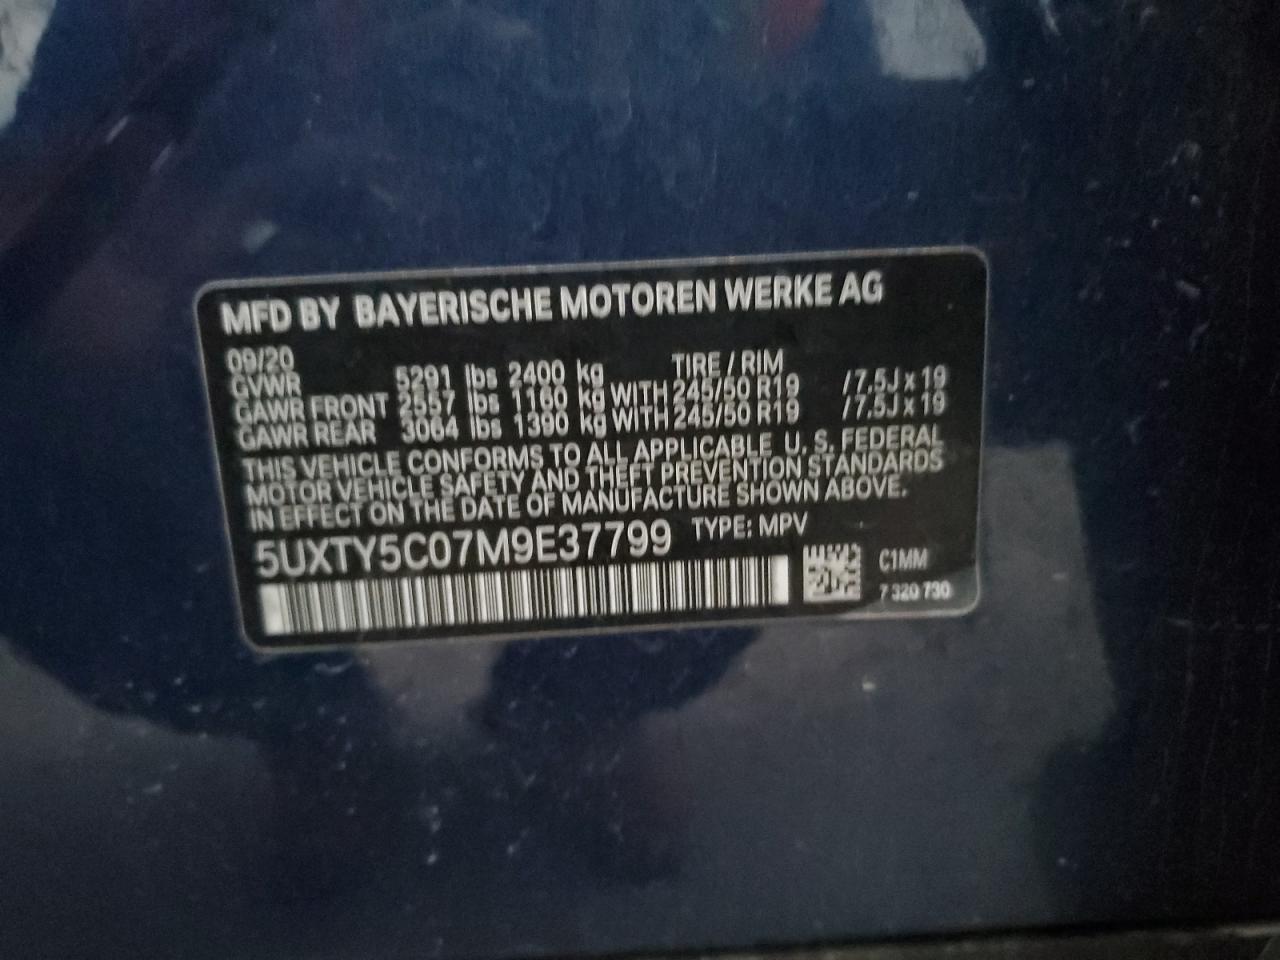 MFD BY BAYERISCHE MOTOREN WERKE AG
09/20 TIRE / RIM
GVWR 5291 lbs 2400 kg
GAWR FRONT 2557 lbs 1160 kg WITH 245/50 R19 /7.5J x 19
GAWR REAR 3064 lbs 1390 kg WITH 245/50 R19 /7.5J x 19
THIS VEHICLE CONFORMS TO ALL APPLICABLE U. S. FEDERAL
MOTOR VEHICLE SAFETY AND THEFT PREVENTION STANDARDS
IN EFFECT ON THE DATE OF MANUFACTURE SHOWN ABOVE.
5UXTY5C07M9E37799 TYPE: MPV
C1MM
7 320 730